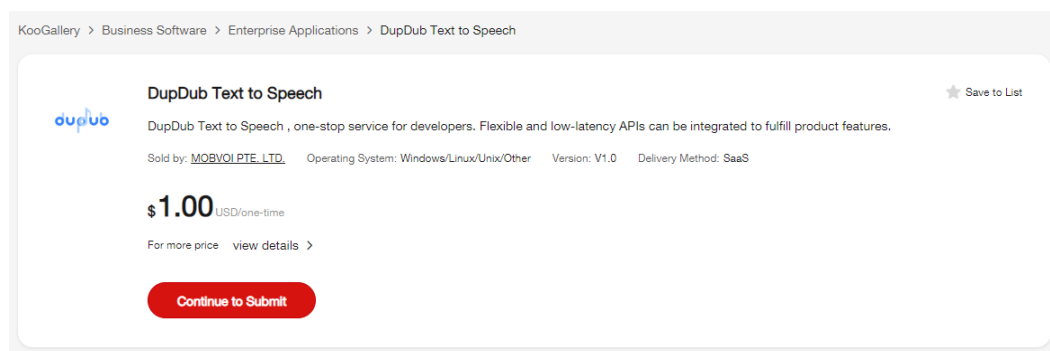 KooGallery > Business Software > Enterprise Applications > DupDub Text to Speech
DupDub Text to Speech
Save to List
dupdub
DupDub Text to Speech , one-stop service for developers. Flexible and low-latency APIs can be integrated to fulfill product features.
Sold by: MOBVOI PTE. LTD. Operating System: Windows/Linux/Unix/Other Version: V1.0 Delivery Method: SaaS
$1.00 USD/one-time
For more price view details >
Continue to Submit